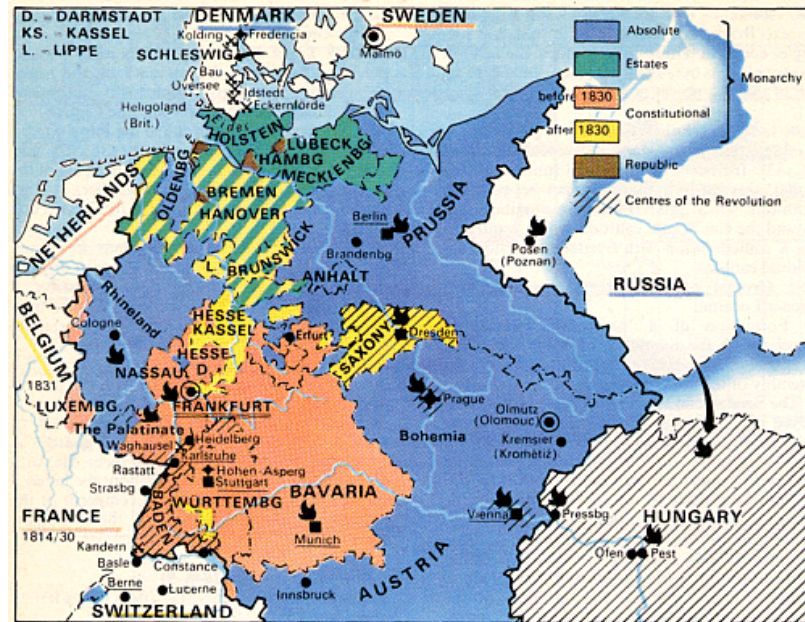 D. - DARMSTADT
KS. - KASSEL
L. - LIPPE
DENMARK
SWEDEN
Kolding
Fredericia
Malmö
SCHLESWIG
Bau
Översee
Idstedt
Eckernförde
Heligoland
(Brit.)
Eider
HOLSTEIN
LÜBECK
HAMBG
MECKLENBG
Absolute
Estates
before 1830
Constitutional
after 1830
Republic
Monarchy
Centres of the Revolution
NETHERLANDS
OLDENBG
BREMEN
HANOVER
BRUNSWICK
L.
Berlin
Brandenbg
PRUSSIA
ANHALT
Posen
(Poznan)
RUSSIA
BELGIUM
1831
Rhineland
Cologne
HESSE
KASSEL
HESSE
D.
NASSAU
Erfurt
SAXONY
Dresden
LUXEMBG.
FRANKFURT
The Palatinate
Waghausel
Heidelberg
Karlsruhe
Rastatt
Strasbg
Hohen-Asperg
Stuttgart
Prague
Bohemia
Olmutz
(Olomouc)
Kremsier
(Kromětiž)
FRANCE
1814/30
BADEN
WÜRTTEMBG
BAVARIA
Munich
Vienna
Pressbg
HUNGARY
Ofen
Pest
Kandern
Basle
Constance
Berne
Lucerne
SWITZERLAND
Innsbruck
AUSTRIA